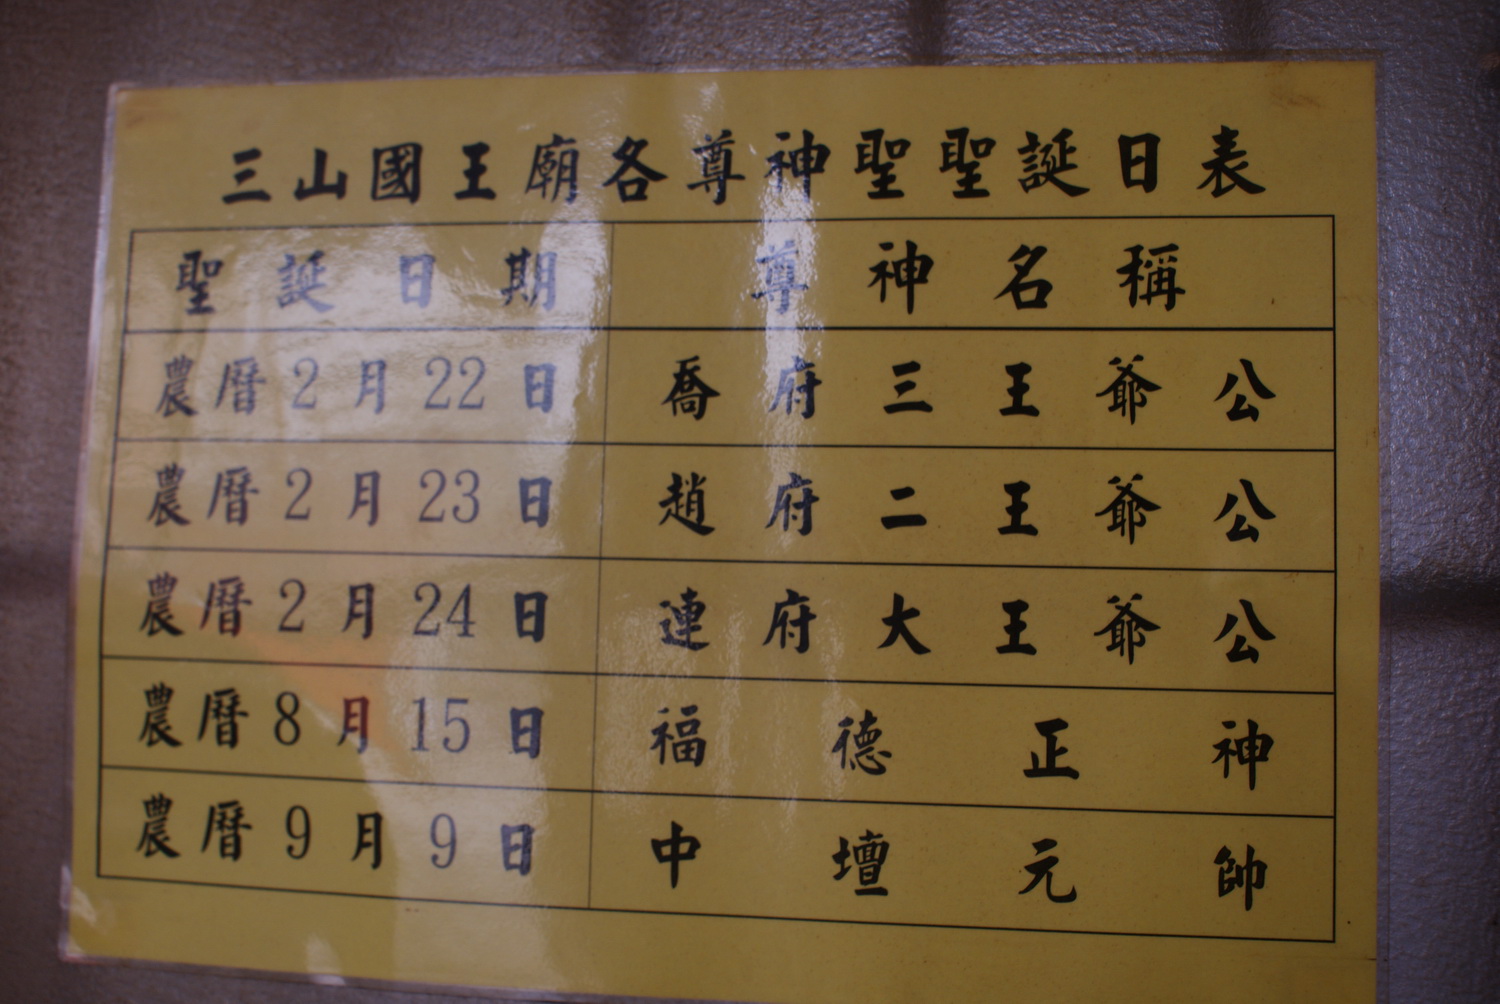 三山國王廟各尊神聖聖誕日表
聖誕日期 尊神名稱
農曆2月22日 喬府三王爺公
農曆2月23日 趙府二王爺公
農曆2月24日 連府大王爺公
農曆8月15日 福德正神
農曆9月9日 中壇元帥